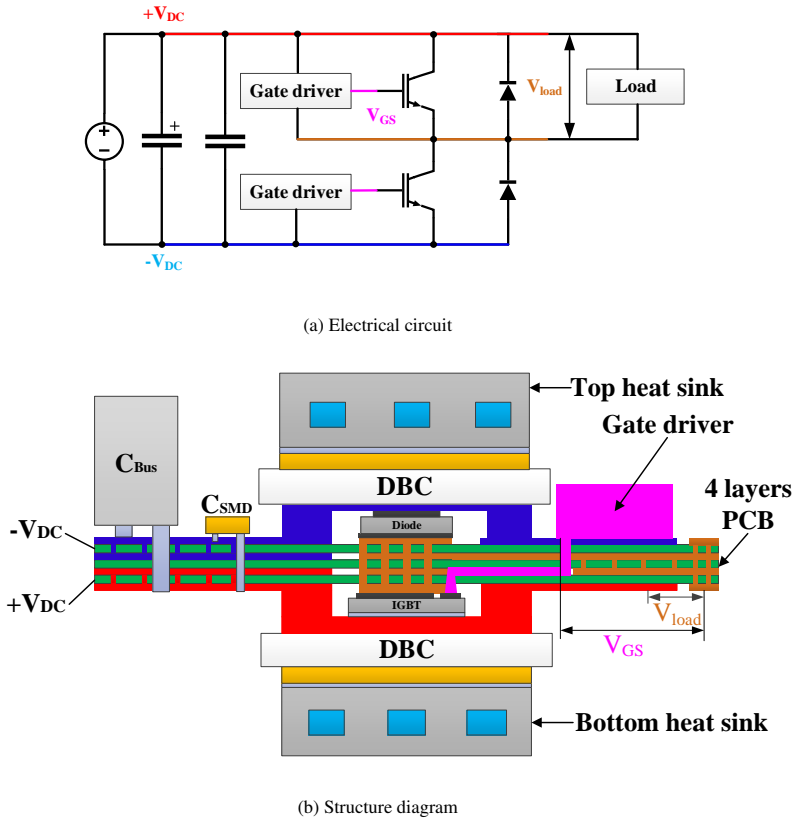 +VDC
Gate driver
VGS
Vload
Load
+
+
−
Gate driver
-VDC
(a) Electrical circuit
Top heat sink
Gate driver
CBus
CSMD
DBC
4 layers
PCB
Diode
-VDC
+VDC
IGBT
Vload
VGS
DBC
Bottom heat sink
(b) Structure diagram